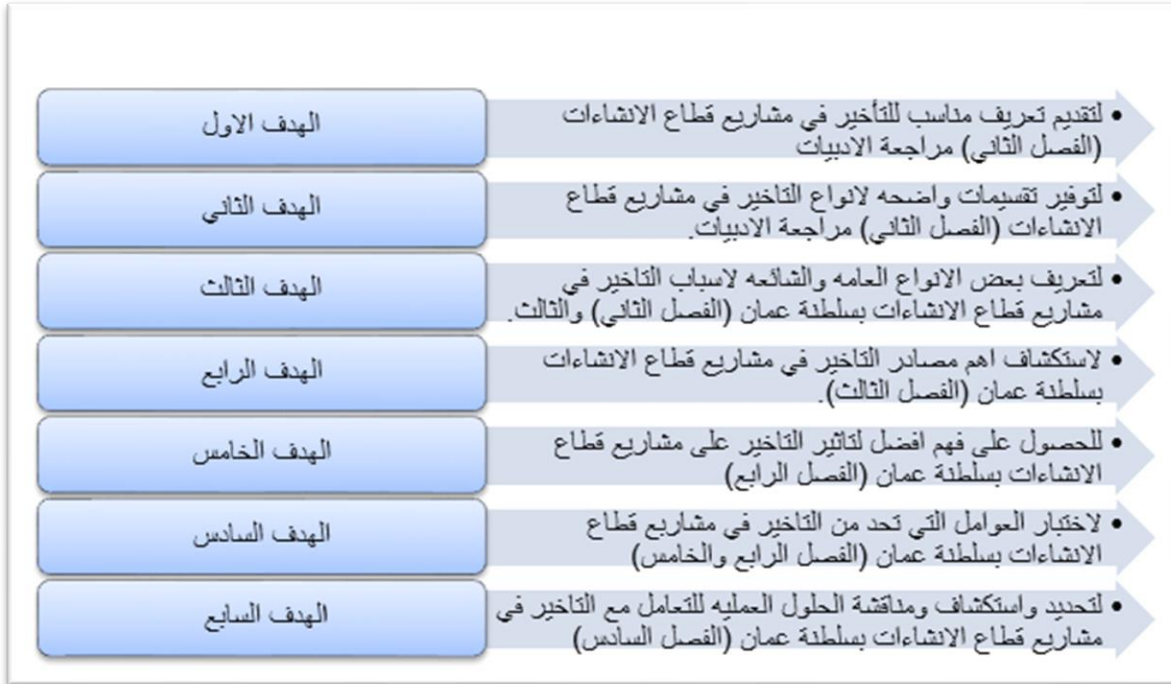 الهدف الاول
• لتقديم تعريف مناسب للتأخير في مشاريع قطاع الانشاءات
(الفصل الثاني) مراجعة الادبيات
الهدف الثاني
• لتوفير تقسيمات واضحه لانواع التاخير في مشاريع قطاع
الانشاءات (الفصل الثاني) مراجعة الادبيات.
الهدف الثالث
• لتعريف بعض الانواع العامه والشائعه لاسباب التاخير في
مشاريع قطاع الانشاءات بسلطنة عمان (الفصل الثاني) والثالث.
الهدف الرابع
• لاستكشاف اهم مصادر التاخير في مشاريع قطاع الانشاءات
بسلطنة عمان (الفصل الثالث).
الهدف الخامس
• للحصول على فهم افضل لتاثير التاخير على مشاريع قطاع
الانشاءات بسلطنة عمان (الفصل الرابع)
الهدف السادس
• لاختبار العوامل التي تحد من التاخير في مشاريع قطاع
الانشاءات بسلطنة عمان (الفصل الرابع والخامس)
الهدف السابع
• لتحديد واستكشاف ومناقشة الحلول العمليه للتعامل مع التاخير في
مشاريع قطاع الانشاءات بسلطنة عمان (الفصل السادس)